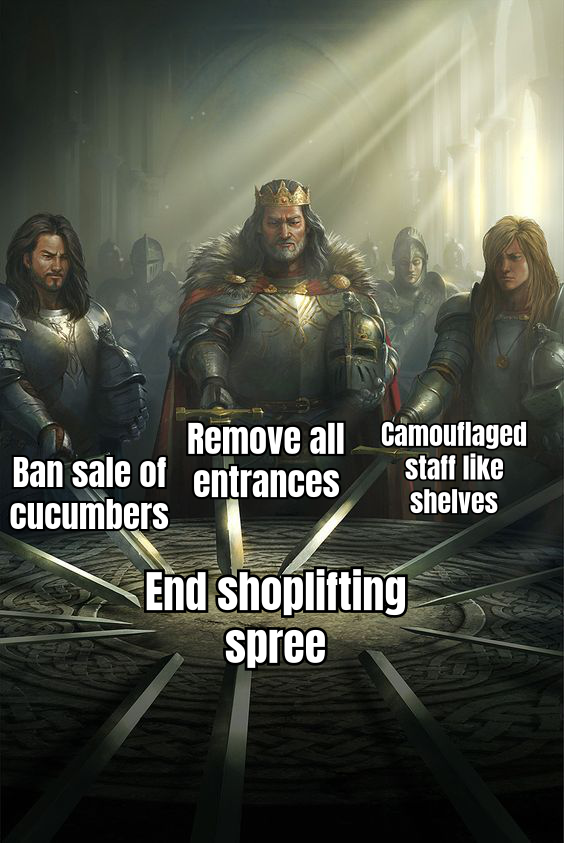 Ban sale of
cucumbers
Remove all
entrances
Camouflaged
staff like
shelves
End shoplifting
spree